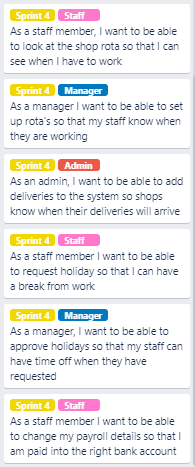 Sprint 4 Staff
As a staff member, I want to be able
to look at the shop rota so that I can
see when I have to work
Sprint 4 Manager
As a manager I want to be able to set
up rota's so that my staff know when
they are working
Sprint 4 Admin
As an admin, I want to be able to add
deliveries to the system so shops
know when their deliveries will arrive
Sprint 4 Staff
As a staff member I want to be able
to request holiday so that I can have
a break from work
Sprint 4 Manager
As a manager, I want to be able to
approve holidays so that my staff can
have time off when they have
requested
Sprint 4 Staff
As a staff member I want to be able
to change my payroll details so that I
am paid into the right bank account